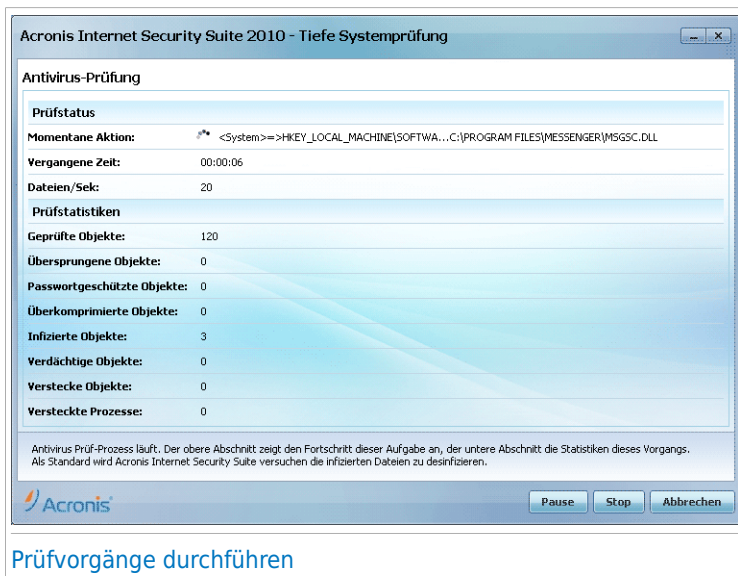 Acronis Internet Security Suite 2010 - Tiefe Systemprüfung
Antivirus-Prüfung
Prüfstatus
Momentane Aktion: <System>=>HKEY_LOCAL_MACHINE\SOFTWA...C:\PROGRAM FILES\MESSENGER\MSGSC.DLL
Vergangene Zeit: 00:00:06
Dateien/Sek: 20
Prüfstatistiken
Geprüfte Objekte: 120
Übersprungene Objekte: 0
Passwortgeschützte Objekte: 0
Überkomprimierte Objekte: 0
Infizierte Objekte: 3
Verdächtige Objekte: 0
Verstecke Objekte: 0
Versteckte Prozesse: 0
Antivirus Prüf-Prozess läuft. Der obere Abschnitt zeigt den Fortschritt dieser Aufgabe an, der untere Abschnitt die Statistiken dieses Vorgangs.
Als Standard wird Acronis Internet Security Suite versuchen die infizierten Dateien zu desinfizieren.
Acronis Pause Stop Abbrechen
Prüfvorgänge durchführen